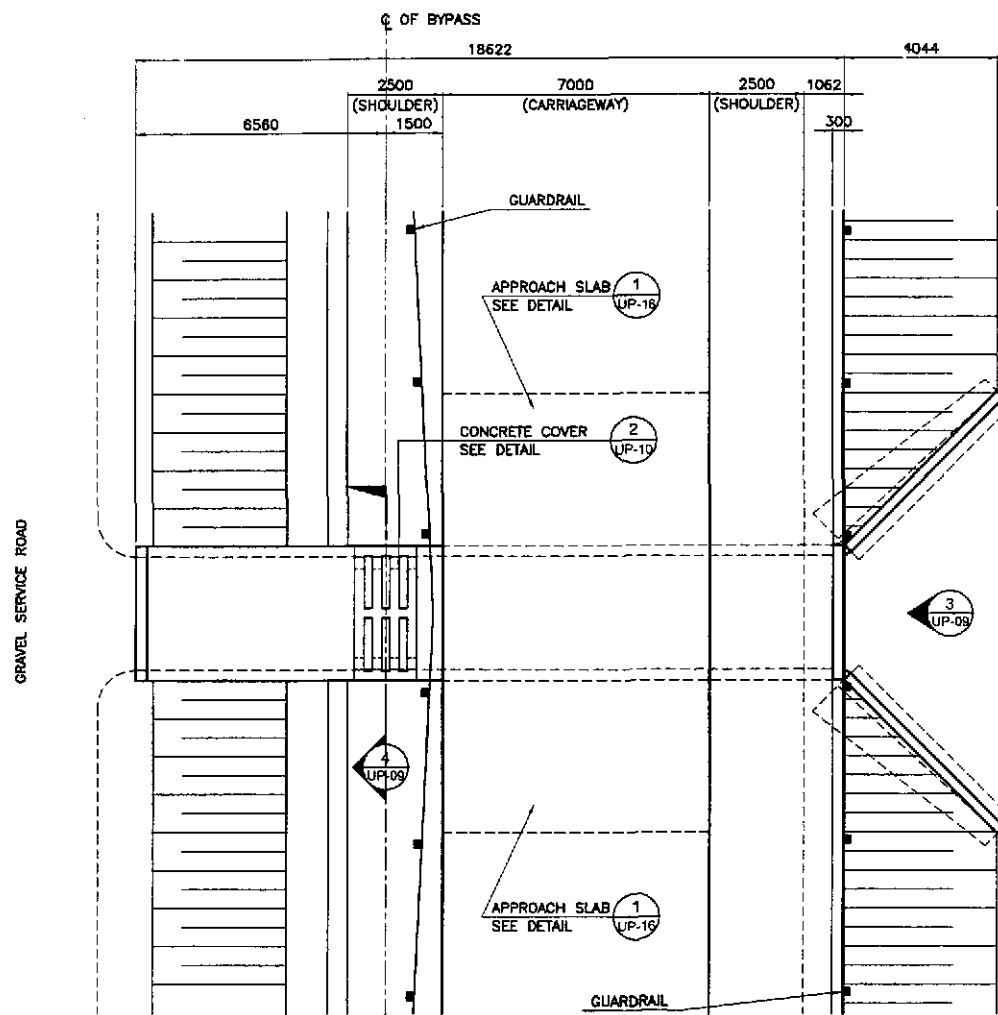 ℄ OF BYPASS
18622
4044
2500
7000
2500
1062
(SHOULDER)
(CARRIAGEWAY)
(SHOULDER)
6560
1500
300
GUARDRAIL
APPROACH SLAB
SEE DETAIL
1
UP-16
CONCRETE COVER
SEE DETAIL
2
UP-10
GRAVEL SERVICE ROAD
3
UP-09
4
UP-09
APPROACH SLAB
SEE DETAIL
1
UP-16
GUARDRAIL